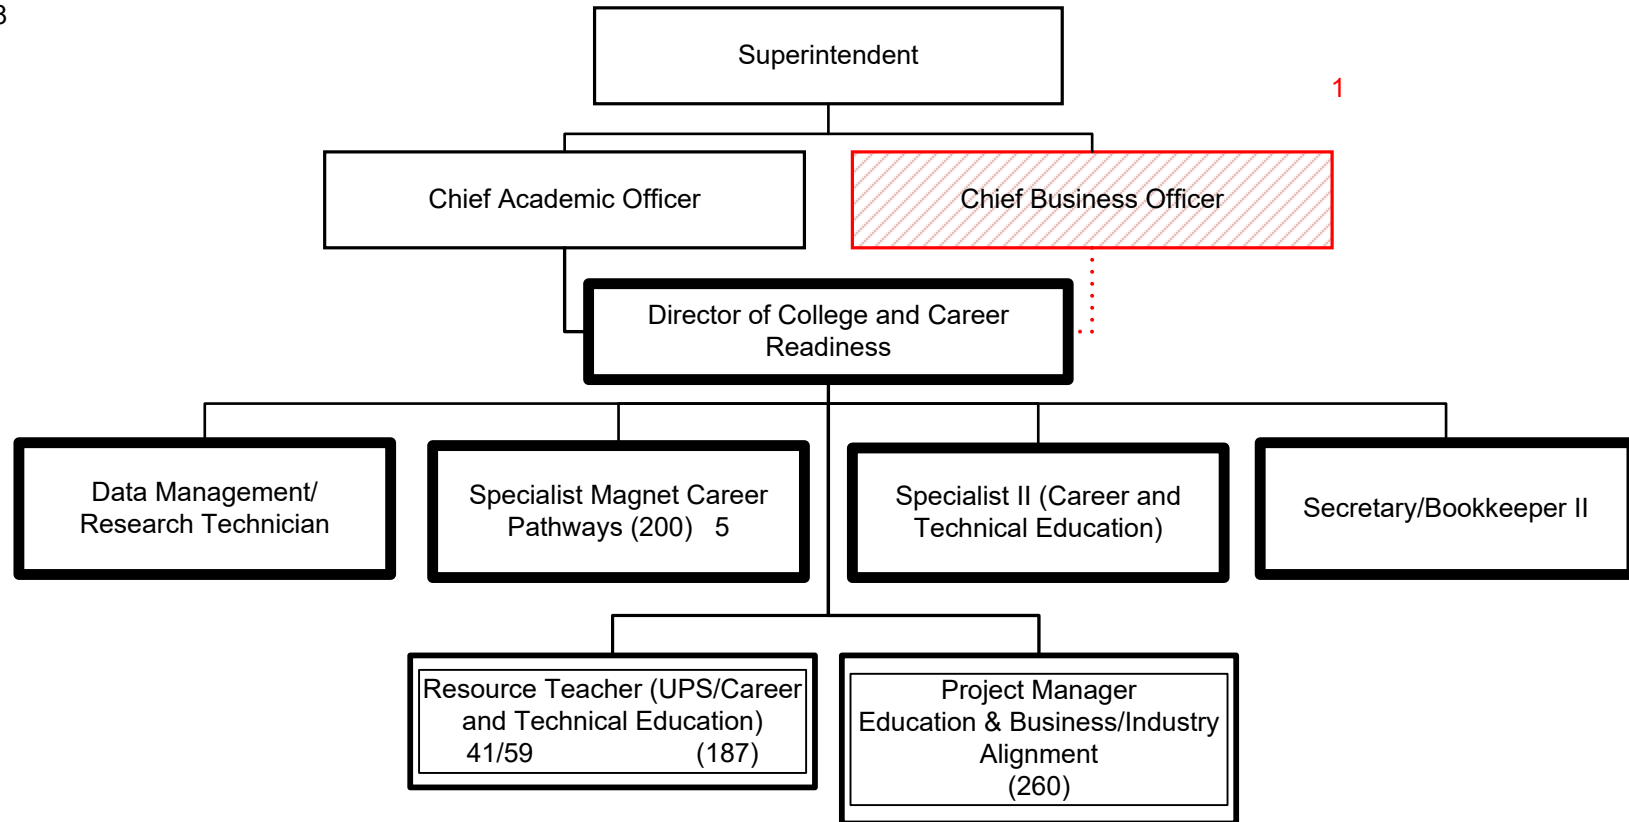 Superintendent
1
Chief Academic Officer
Chief Business Officer
Director of College and Career
Readiness
Data Management/
Research Technician
Specialist Magnet Career
Pathways (200) 5
Specialist II (Career and
Technical Education)
Secretary/Bookkeeper II
Resource Teacher (UPS/Career
and Technical Education)
41/59 (187)
Project Manager
Education & Business/Industry
Alignment
(260)